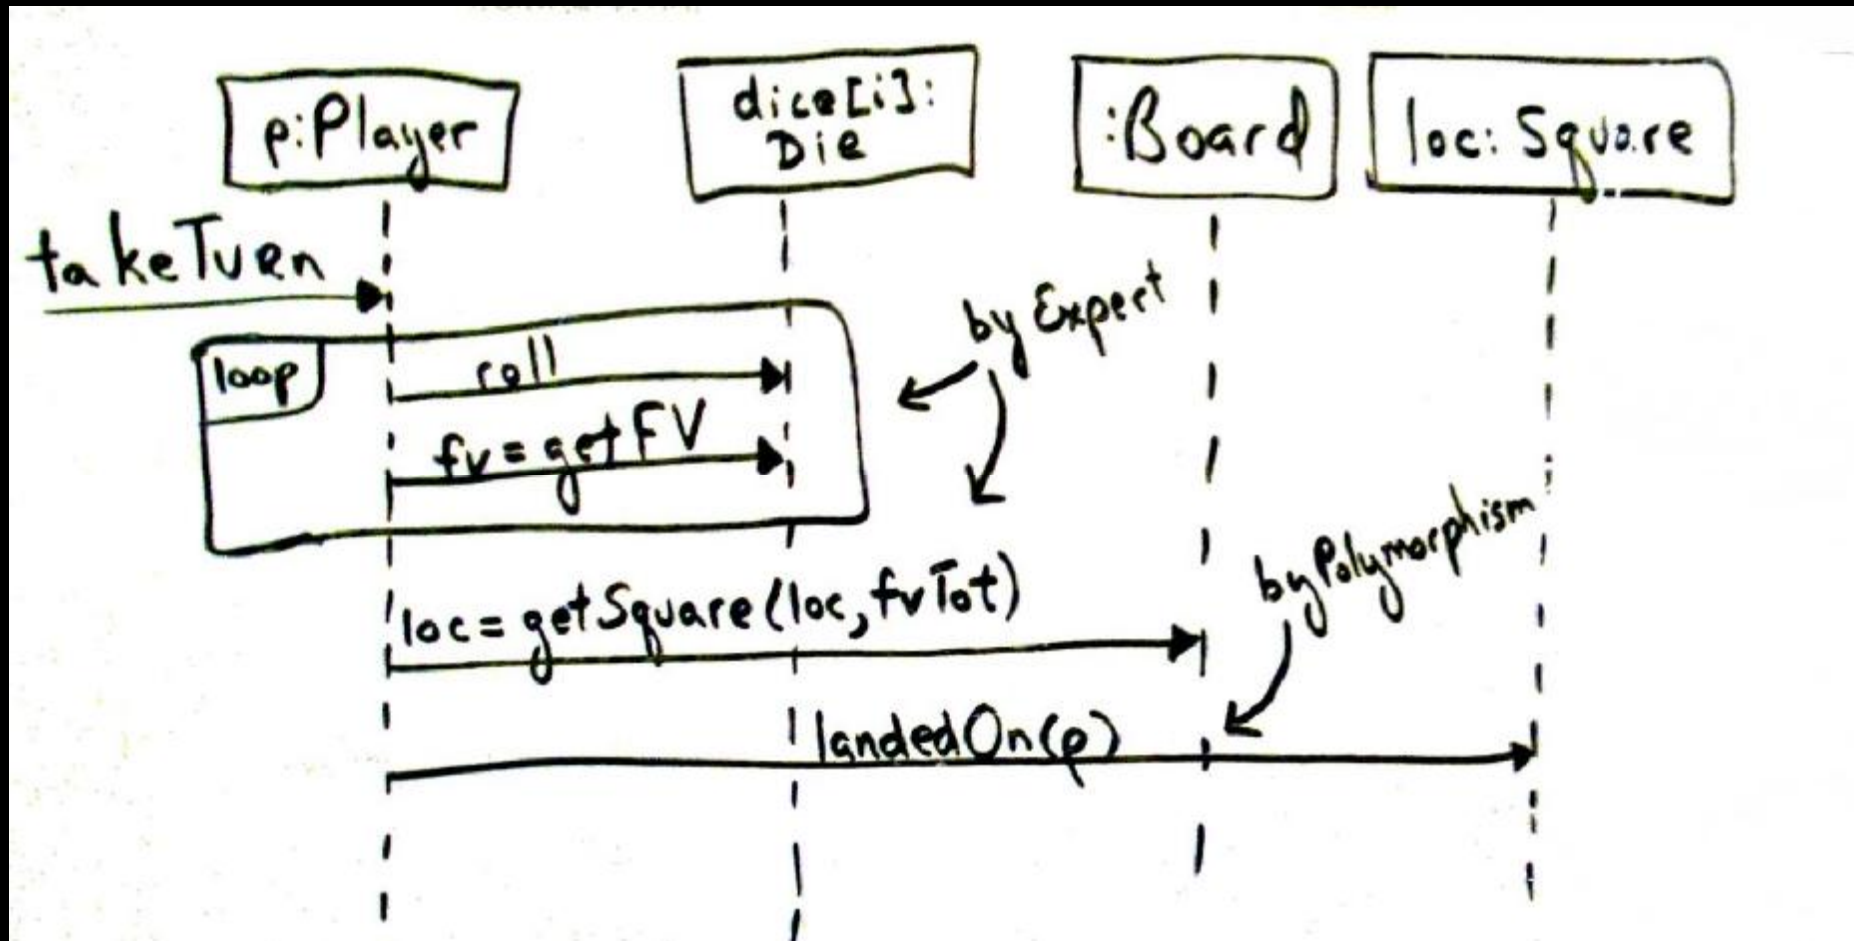 p:Player
dice[i]:
Die
:Board
loc: Square
takeTurn
by Expert
loop
roll
fv = getFV
by Polymorphism
loc = getSquare(loc, fvTot)
landedOn(p)